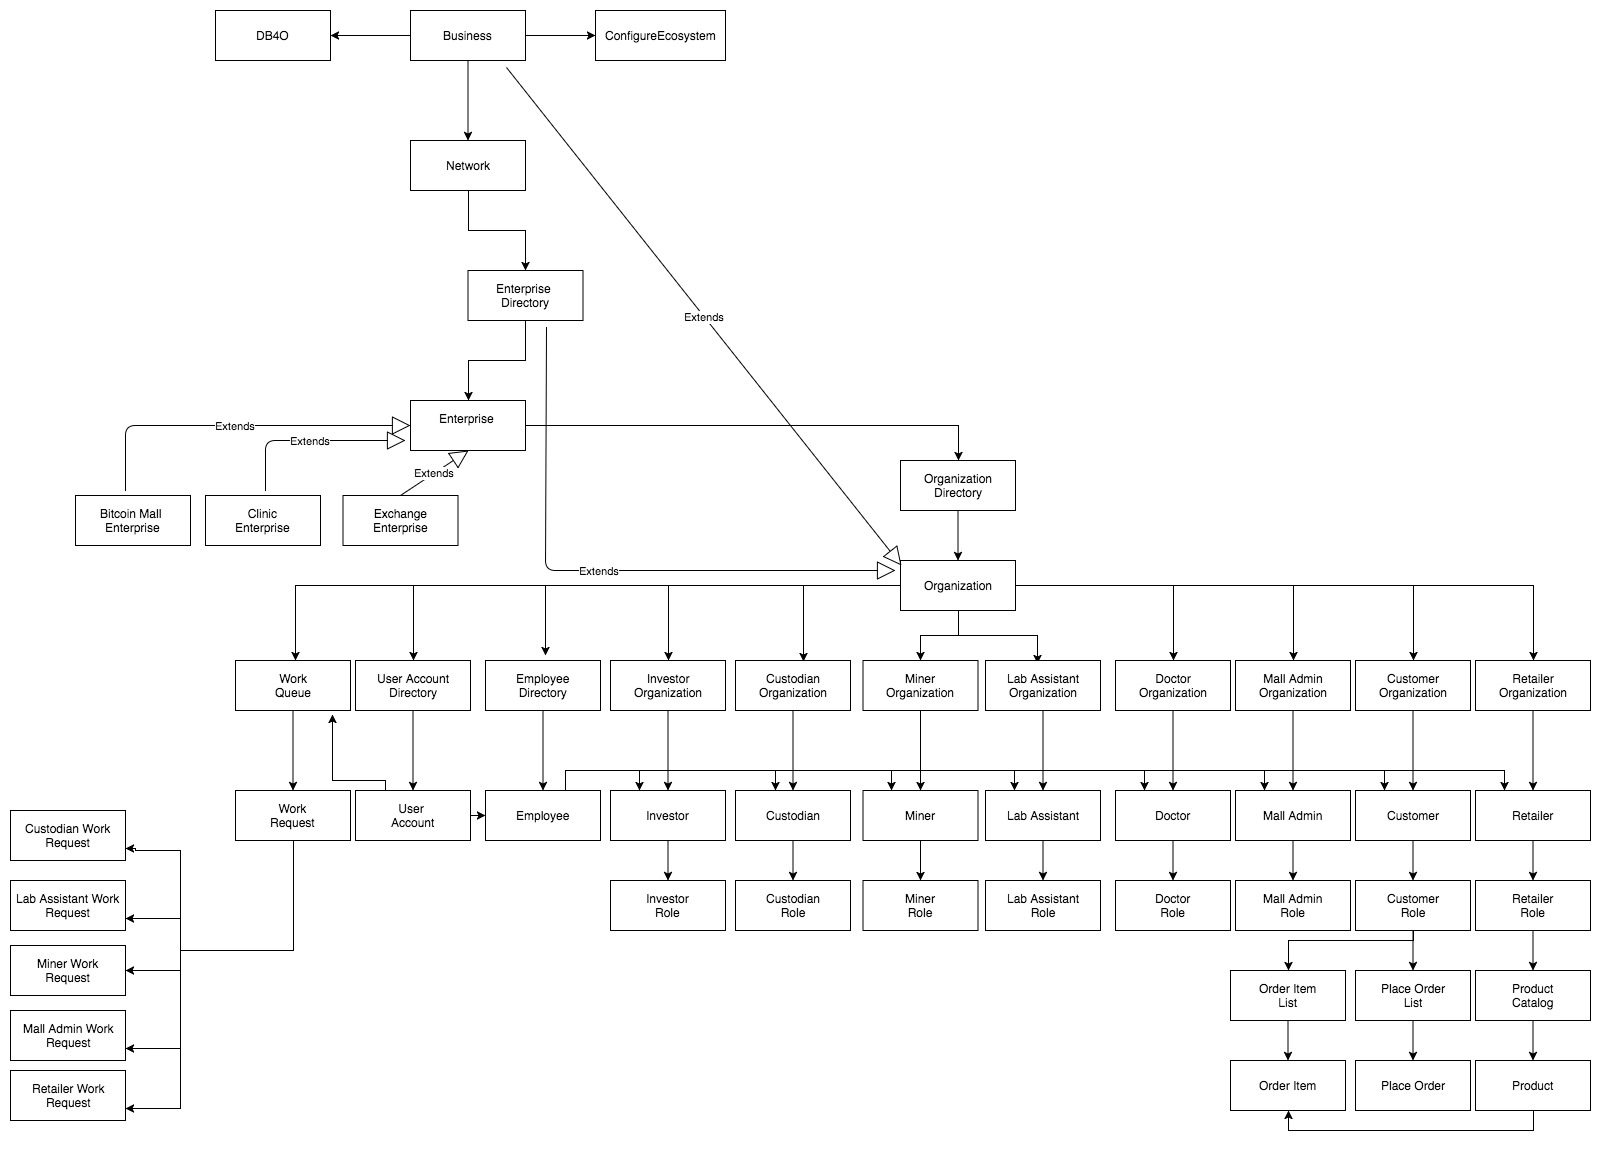 DB4O
Business
ConfigureEcosystem
Network
Enterprise
Directory
Extends
Enterprise
Extends
Extends
Extends
Bitcoin Mall
Enterprise
Clinic
Enterprise
Exchange
Enterprise
Organization
Directory
Extends
Organization
Work
Queue
User Account
Directory
Employee
Directory
Investor
Organization
Custodian
Organization
Miner
Organization
Lab Assistant
Organization
Doctor
Organization
Mall Admin
Organization
Customer
Organization
Retailer
Organization
Work
Request
User
Account
Employee
Investor
Custodian
Miner
Lab Assistant
Doctor
Mall Admin
Customer
Retailer
Custodian Work
Request
Lab Assistant Work
Request
Miner Work
Request
Mall Admin Work
Request
Retailer Work
Request
Investor
Role
Custodian
Role
Miner
Role
Lab Assistant
Role
Doctor
Role
Mall Admin
Role
Customer
Role
Retailer
Role
Order Item
List
Place Order
List
Product
Catalog
Order Item
Place Order
Product